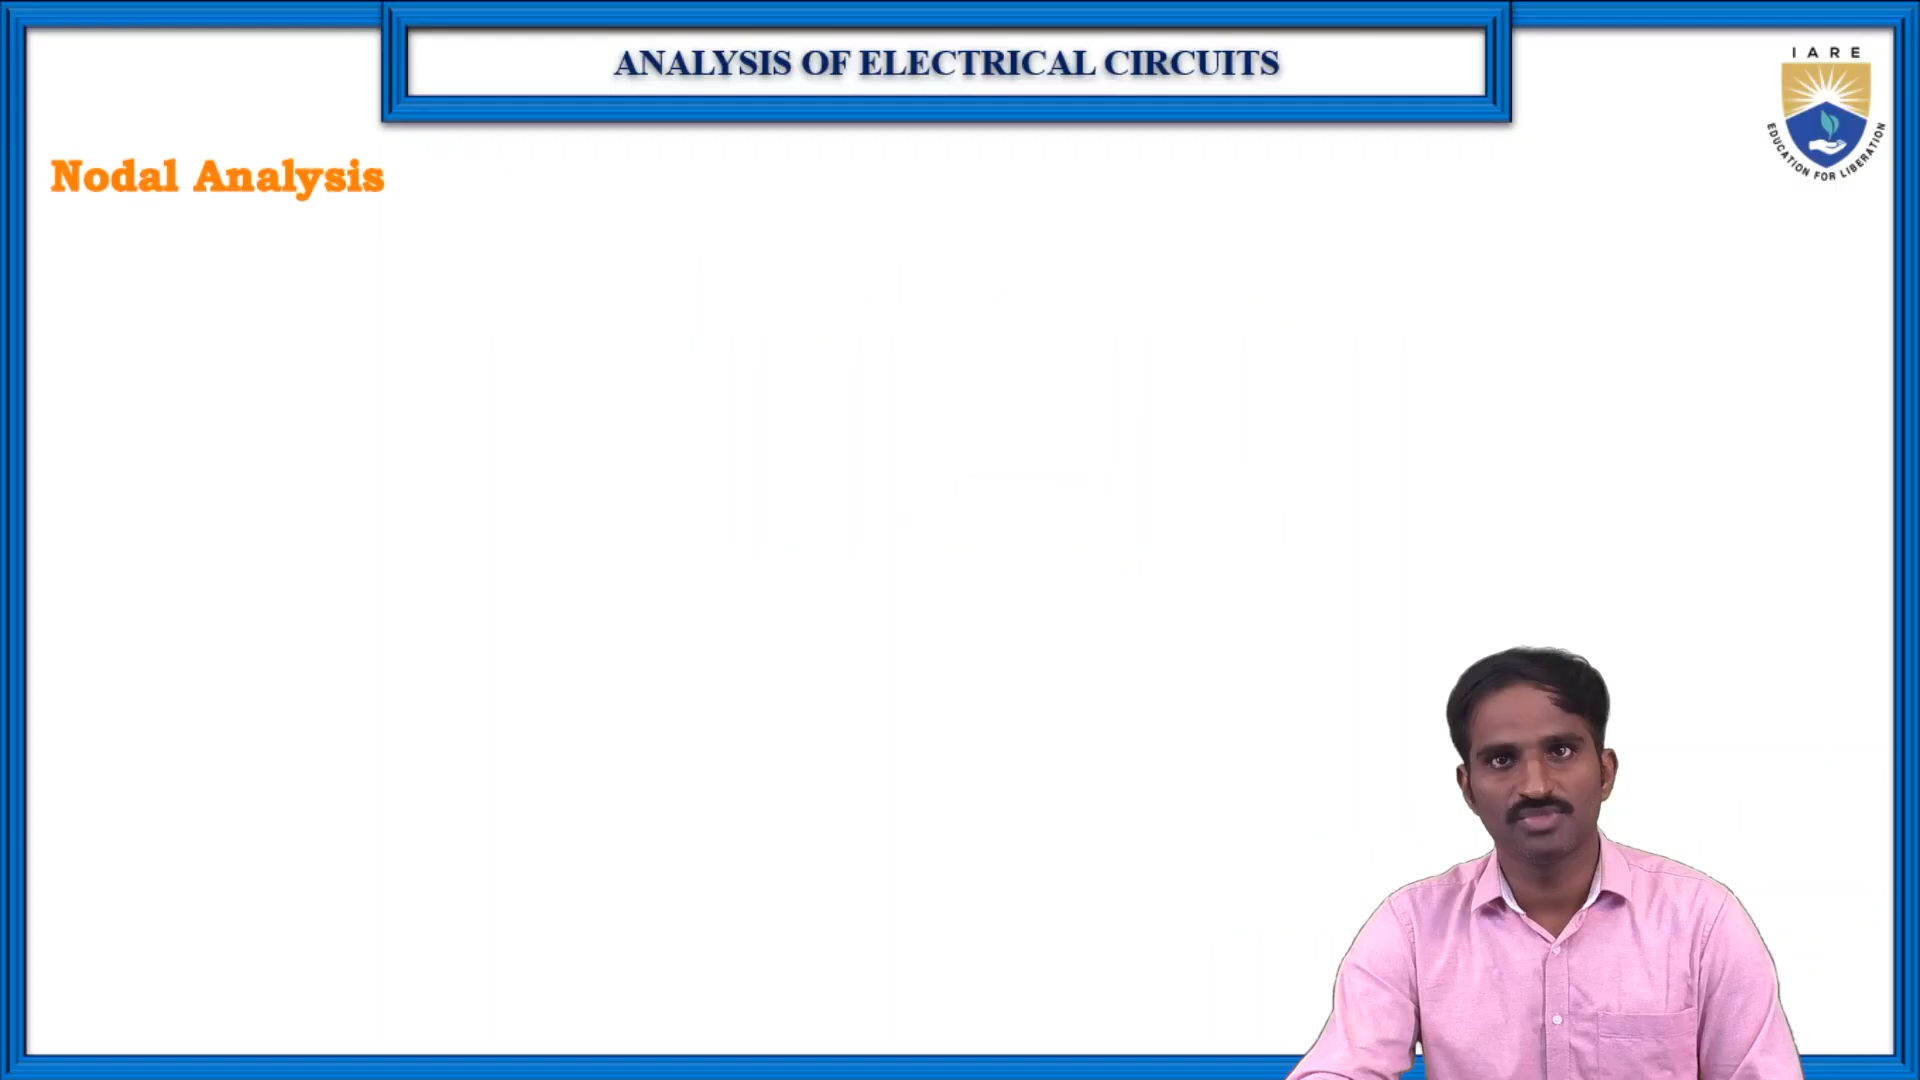 ANALYSIS OF ELECTRICAL CIRCUITS
IARE
EDUCATION FOR LIBERATION
Nodal Analysis